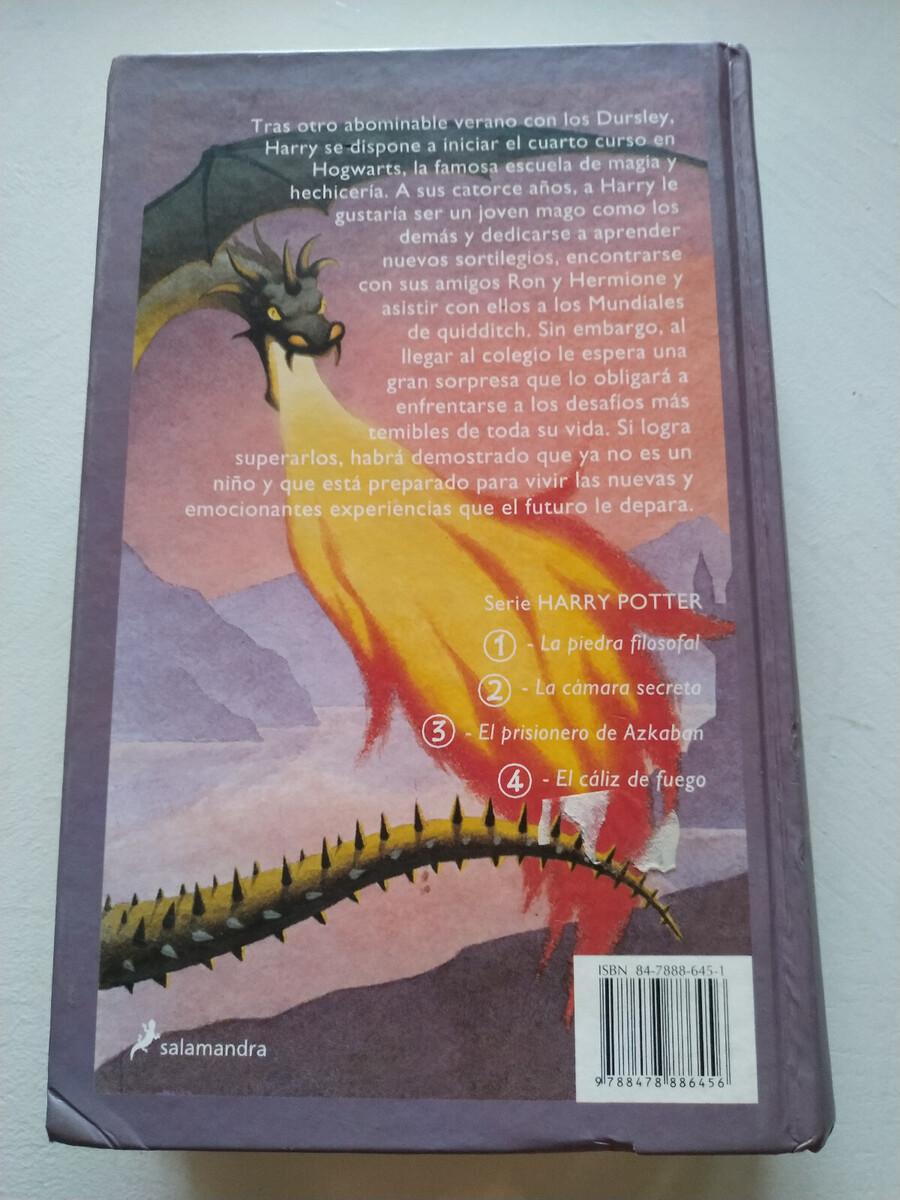 Tras otro abominable verano con los Dursley,
Harry se dispone a iniciar el cuarto curso en
Hogwarts, la famosa escuela de magia y
hechicería. A sus catorce años, a Harry le
gustaría ser un joven mago como los
demás y dedicarse a aprender
nuevos sortilegios, encontrarse
con sus amigos Ron y Hermione y
asistir con ellos a los Mundiales
de quidditch. Sin embargo, al
llegar al colegio le espera una
gran sorpresa que lo obligará a
enfrentarse a los desafíos más
temibles de toda su vida. Si logra
superarlos, habrá demostrado que ya no es un
niño y que está preparado para vivir las nuevas y
emocionantes experiencias que el futuro le depara.
Serie HARRY POTTER
1 - La piedra filosofal
2 - La cámara secreta
3 - El prisionero de Azkaban
4 - El cáliz de fuego
ISBN 84-7888-645-1
9 788478 886456
salamandra